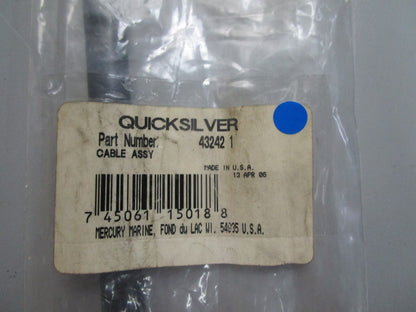 QUICKSILVER
Part Number. 43242 1
CABLE ASSY
MADE IN U.S.A.
13 APR 06
7 45061 15018 8
MERCURY MARINE, FOND du LAC WI. 54935 U.S.A.